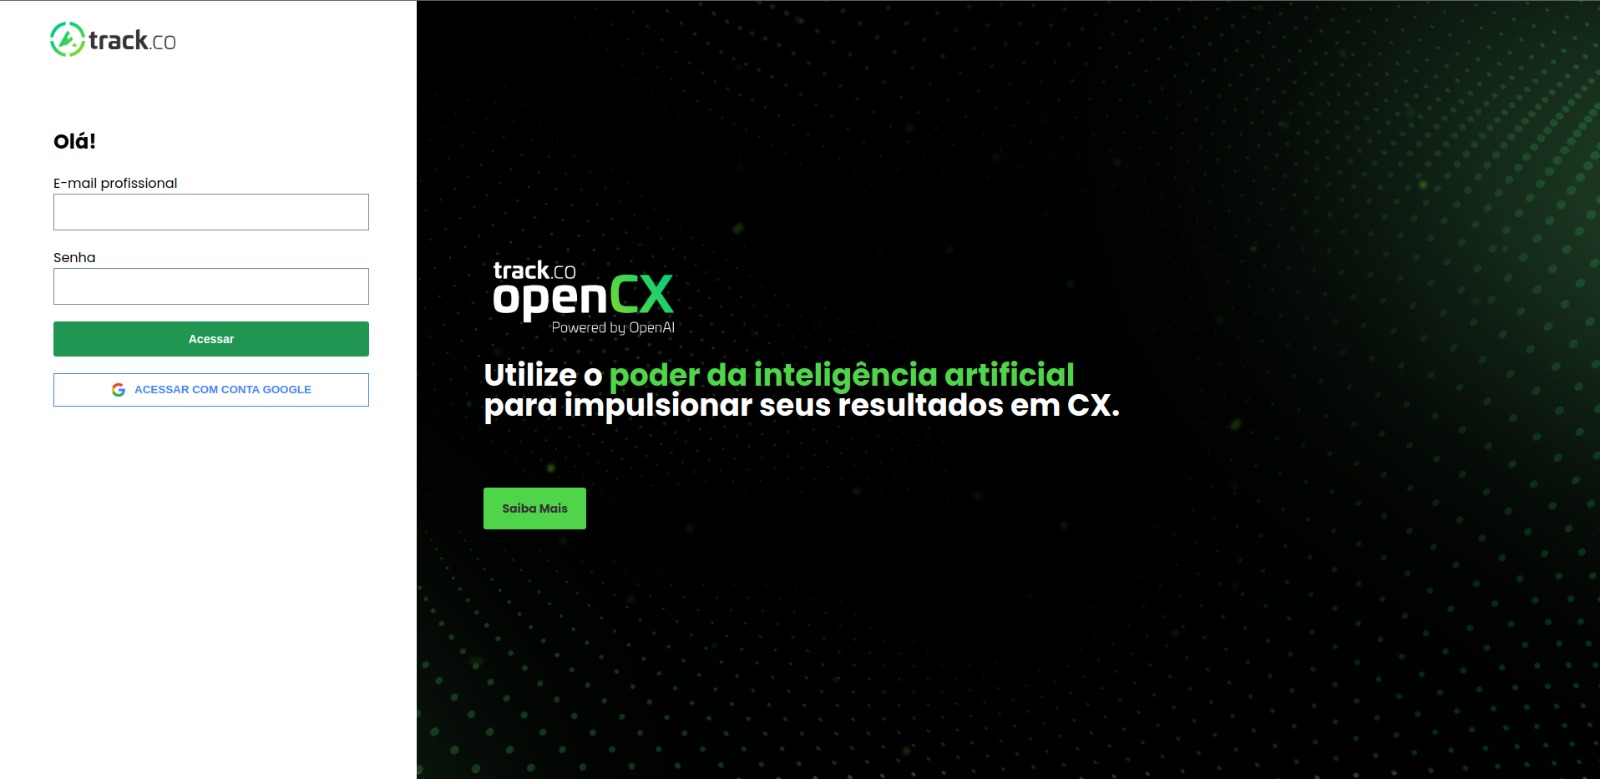 track.co
Olá!
E-mail profissional
Senha
Acessar
ACESSAR COM CONTA GOOGLE
track.co
openCX
Powered by OpenAI
Utilize o poder da inteligência artificial
para impulsionar seus resultados em CX.
Saiba Mais